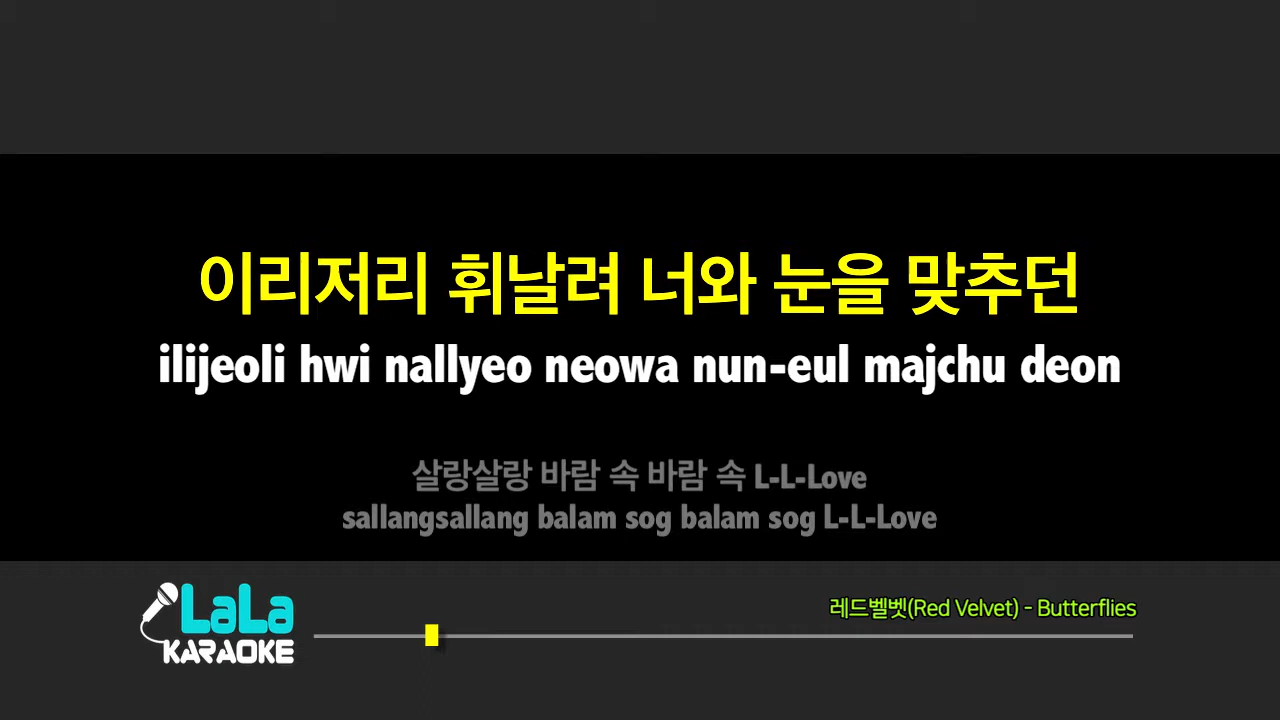 이리저리 휘날려 너와 눈을 맞추던
ilijeoli hwi nallyeo neowa nun-eul majchu deon
살랑살랑 바람 속 바람 속 L-L-Love
sallangsallang balam sog balam sog L-L-Love
레드벨벳(Red Velvet) - Butterflies
LaLa
KARAOKE